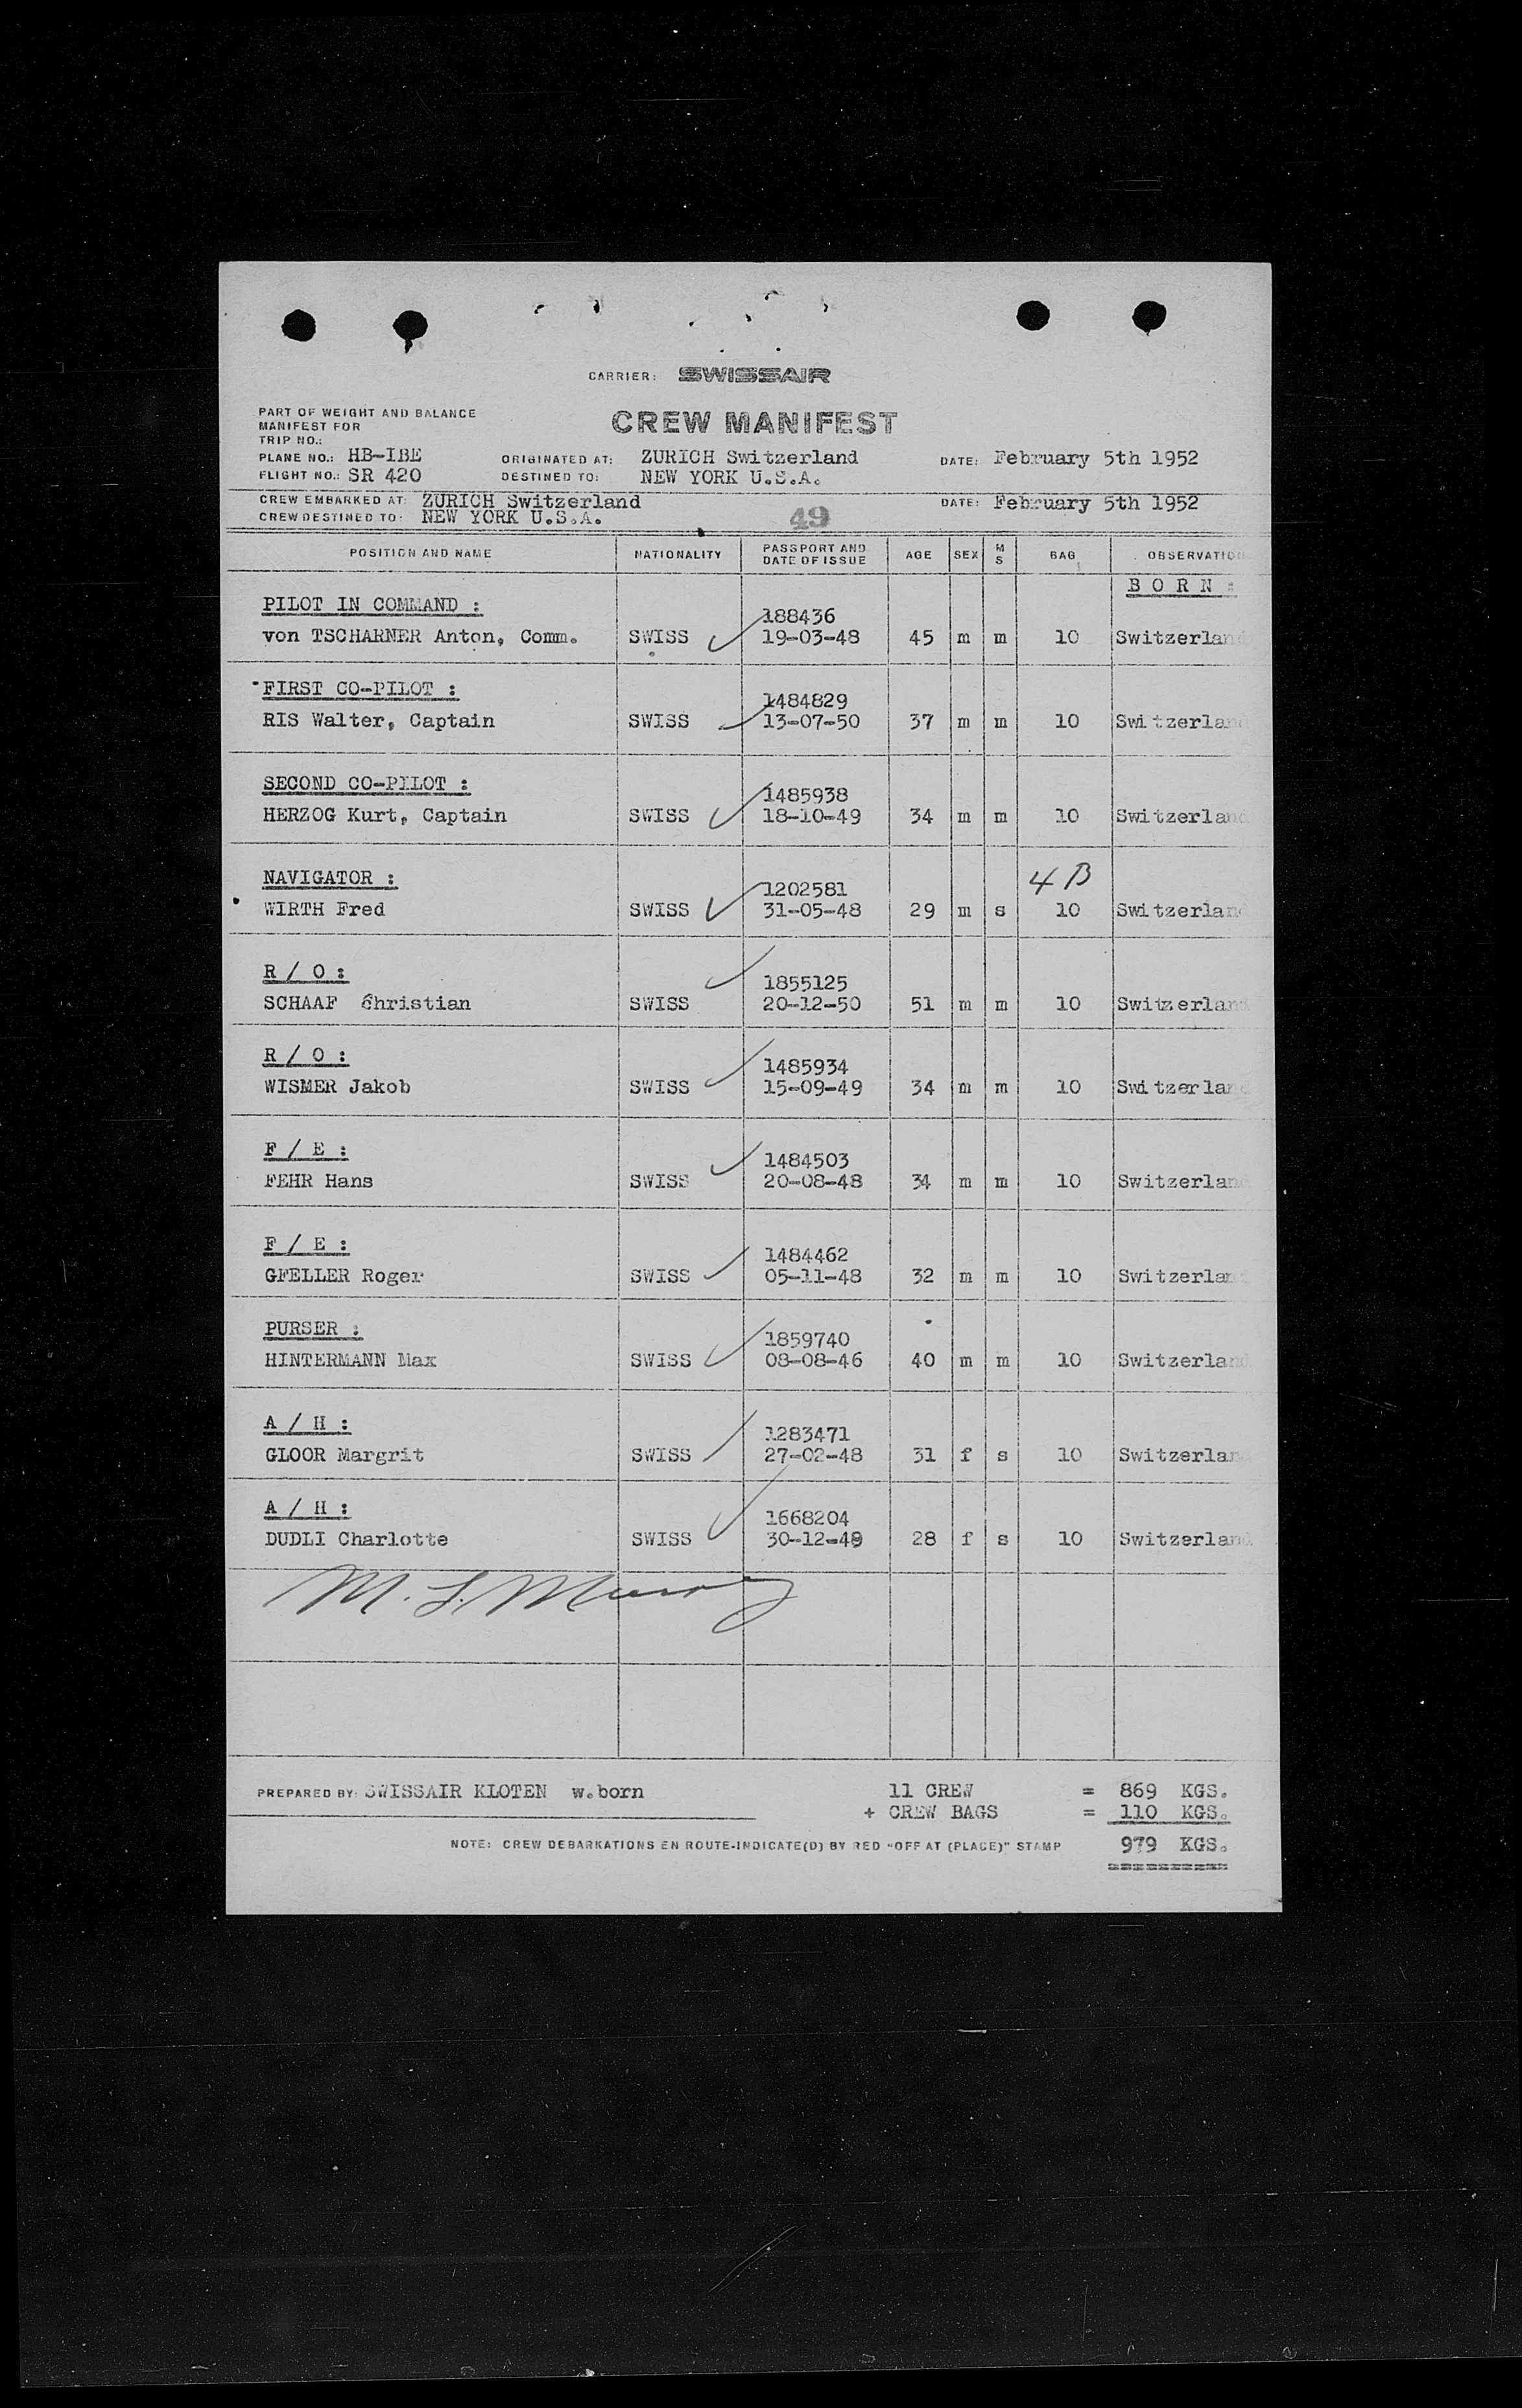 CARRIER: SWISSAIR
PART OF WEIGHT AND BALANCE
MANIFEST FOR
CREW MANIFEST
TRIP NO.:
PLANE NO.: HB-IBE ORIGINATED AT: ZURICH Switzerland DATE: February 5th 1952
FLIGHT NO.: SR 420 DESTINED TO: NEW YORK U.S.A.
CREW EMBARKED AT: ZURICH Switzerland DATE: February 5th 1952
CREW DESTINED TO: NEW YORK U.S.A. 49
POSITION AND NAME NATIONALITY PASSPORT AND DATE OF ISSUE AGE SEX M S BAG OBSERVATION
B O R N :
PILOT IN COMMAND :
188436
von TSCHARNER Anton, Comm. SWISS 19-03-48 45 m m 10 Switzerland
FIRST CO-PILOT :
1484829
RIS Walter, Captain SWISS 13-07-50 37 m m 10 Switzerland
SECOND CO-PILOT :
1485938
HERZOG Kurt, Captain SWISS 18-10-49 34 m m 10 Switzerland
NAVIGATOR : 4 B
1202581
WIRTH Fred SWISS 31-05-48 29 m s 10 Switzerland
R / O :
1855125
SCHAAF Christian SWISS 20-12-50 51 m m 10 Switzerland
R / O :
1485934
WISMER Jakob SWISS 15-09-49 34 m m 10 Switzerland
F / E :
1484503
FEHR Hans SWISS 20-08-48 34 m m 10 Switzerland
F / E :
1484462
GFELLER Roger SWISS 05-11-48 32 m m 10 Switzerland
PURSER :
1859740
HINTERMANN Max SWISS 08-08-46 40 m m 10 Switzerland
A / H :
1283471
GLOOR Margrit SWISS 27-02-48 31 f s 10 Switzerland
A / H :
1668204
DUDLI Charlotte SWISS 30-12-49 28 f s 10 Switzerland
M. L.
PREPARED BY: SWISSAIR KLOTEN w.born 11 CREW = 869 KGS.
+ CREW BAGS = 110 KGS.
NOTE: CREW DEBARKATIONS EN ROUTE-INDICATE(D) BY RED "OFF AT (PLACE)" STAMP 979 KGS.
==========